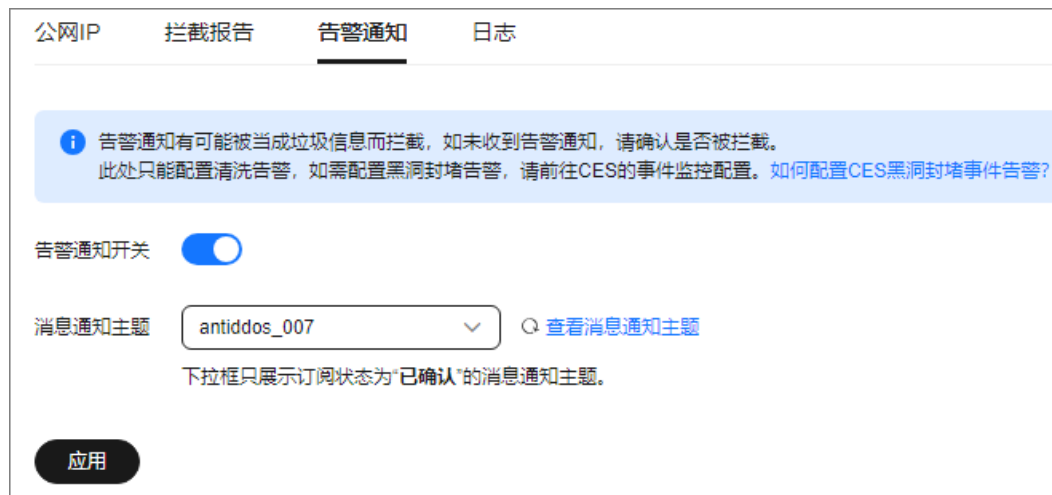 公网IP 拦截报告 告警通知 日志
告警通知有可能被当成垃圾信息而拦截，如未收到告警通知，请确认是否被拦截。
此处只能配置清洗告警，如需配置黑洞封堵告警，请前往CES的事件监控配置。如何配置CES黑洞封堵事件告警?
告警通知开关
消息通知主题 antiddos_007 查看消息通知主题
下拉框只展示订阅状态为“已确认”的消息通知主题。
应用